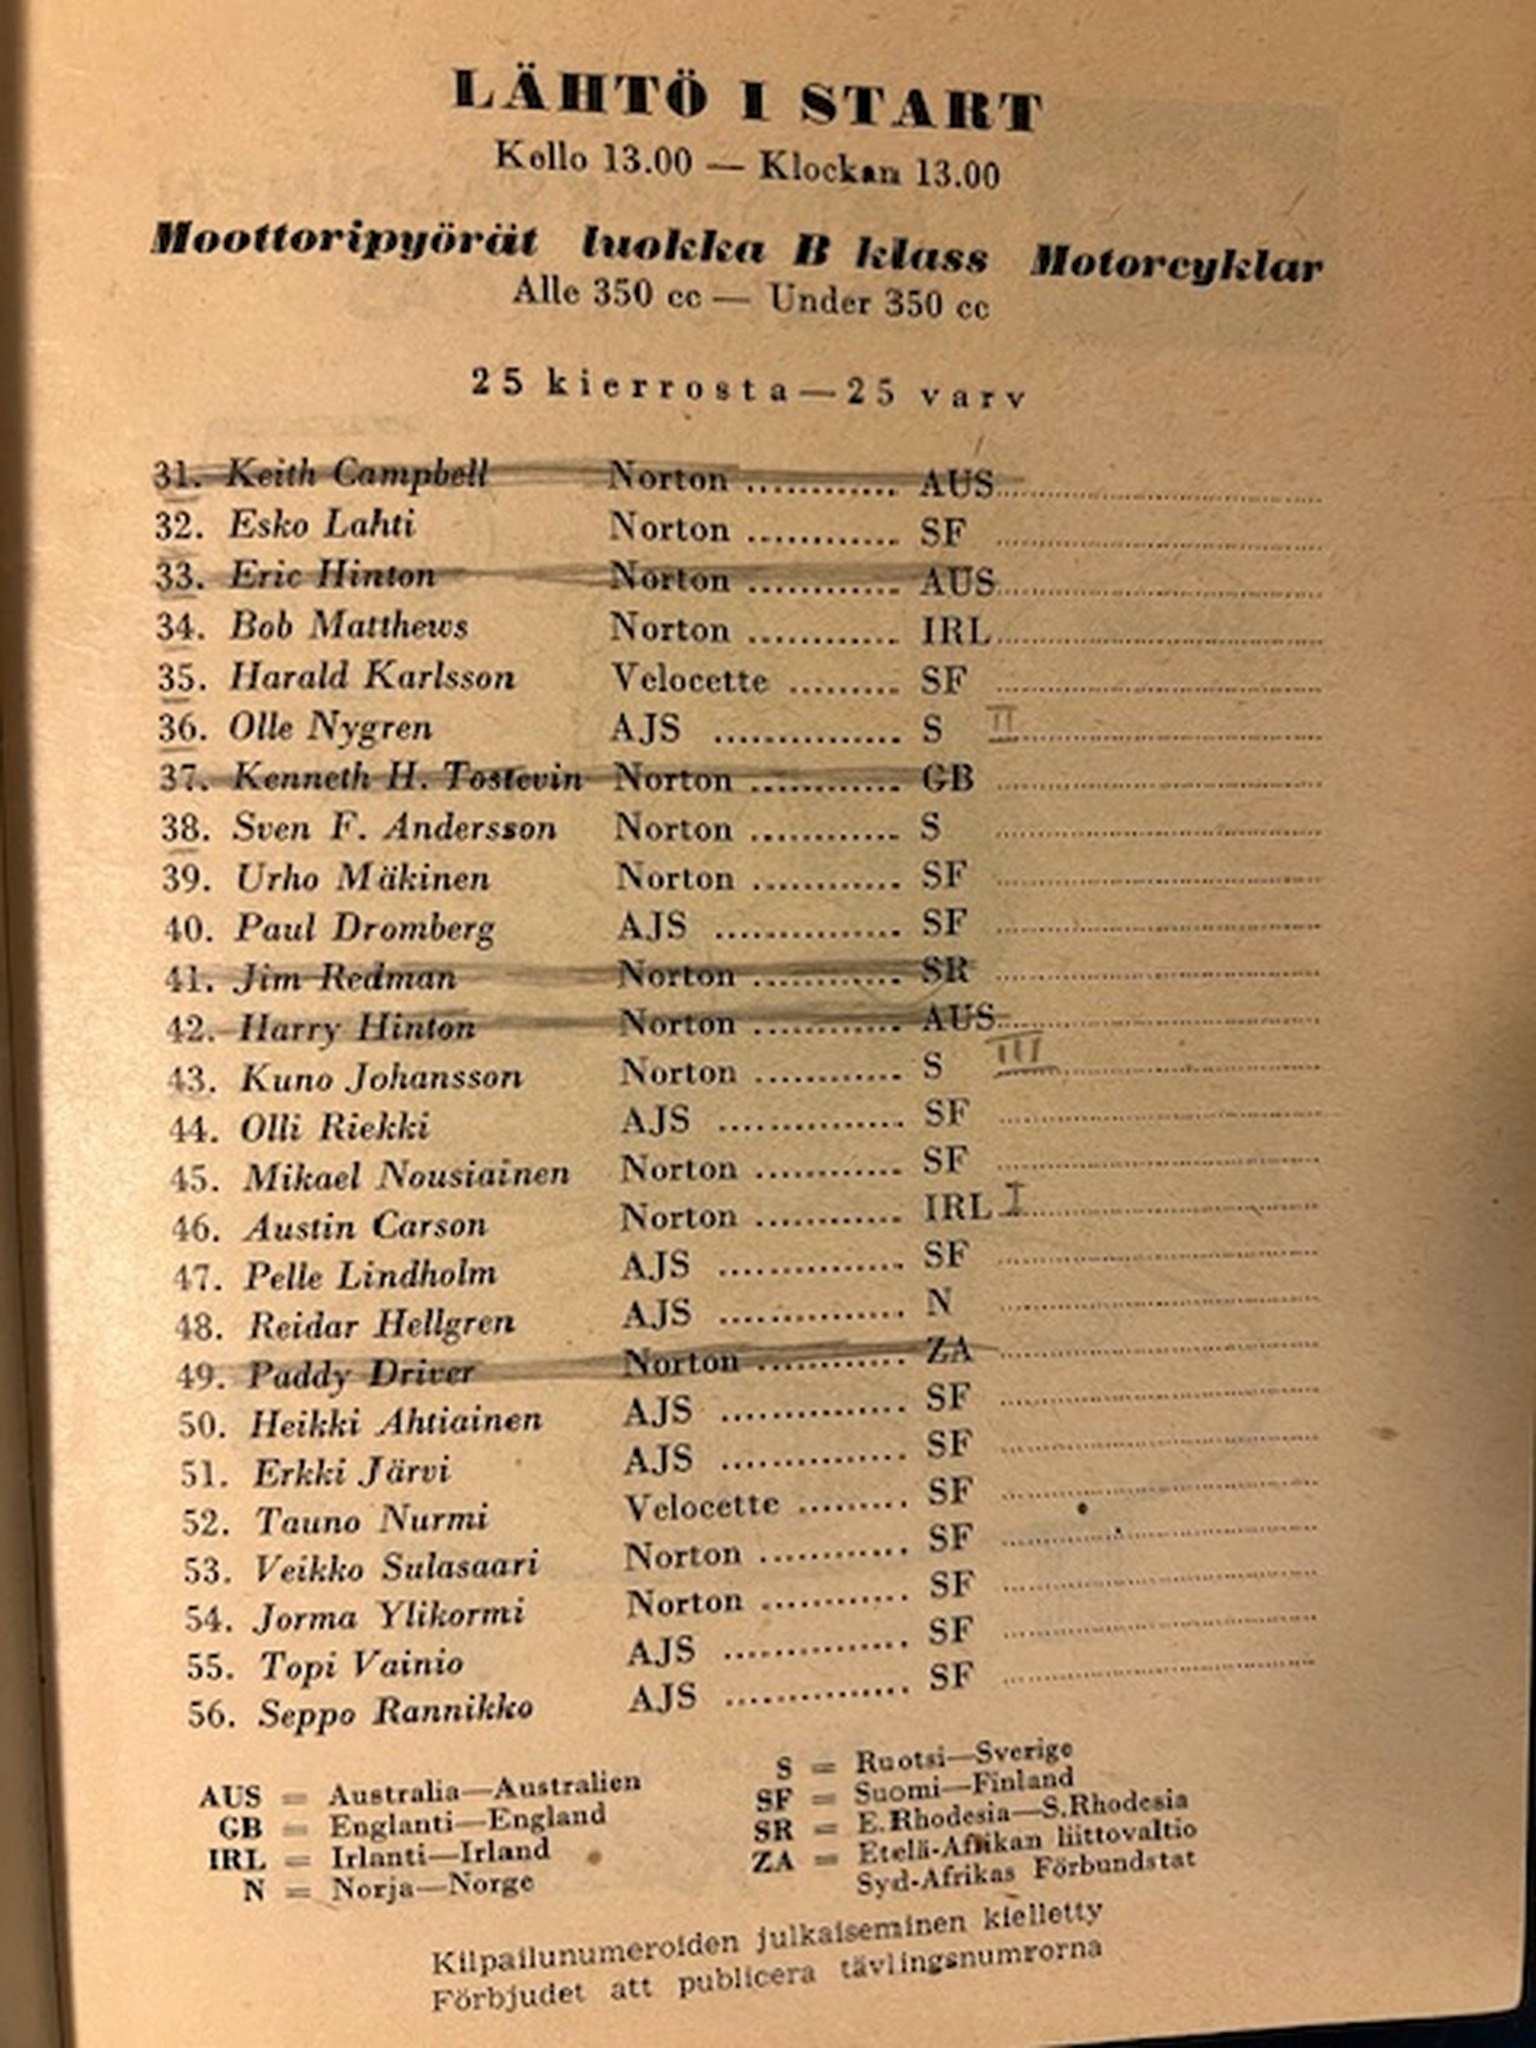 LÄHTÖ I START
Kello 13.00 — Klockan 13.00
Moottoripyörät luokka B klass Motorcyklar
Alle 350 cc — Under 350 cc
25 kierrosta — 25 varv
31. Keith Campbell Norton ............ AUS
32. Esko Lahti Norton ............ SF
33. Eric Hinton Norton ............ AUS
34. Bob Matthews Norton ............ IRL
35. Harald Karlsson Velocette ......... SF
36. Olle Nygren AJS ............... S II
37. Kenneth H. Tostevin Norton ............ GB
38. Sven F. Andersson Norton ............ S
39. Urho Mäkinen Norton ............ SF
40. Paul Dromberg AJS ............... SF
41. Jim Redman Norton ............ SR
42. Harry Hinton Norton ............ AUS
43. Kuno Johansson Norton ............ S III
44. Olli Riekki AJS ............... SF
45. Mikael Nousiainen Norton ............ SF
46. Austin Carson Norton ............ IRL I
47. Pelle Lindholm AJS ............... SF
48. Reidar Hellgren AJS ............... N
49. Paddy Driver Norton ............ ZA
50. Heikki Ahtiainen AJS ............... SF
51. Erkki Järvi AJS ............... SF
52. Tauno Nurmi Velocette ......... SF
53. Veikko Sulasaari Norton ............ SF
54. Jorma Ylikormi Norton ............ SF
55. Topi Vainio AJS ............... SF
56. Seppo Rannikko AJS ............... SF
AUS = Australia—Australien
GB = Englanti—England
IRL = Irlanti—Irland
N = Norja—Norge
S = Ruotsi—Sverige
SF = Suomi—Finland
SR = E.Rhodesia—S.Rhodesia
ZA = Etelä-Afrikan liittovaltio
Syd-Afrikas Förbundstat
Kilpailunumeroiden julkaiseminen kielletty
Förbjudet att publicera tävlingsnumrorna